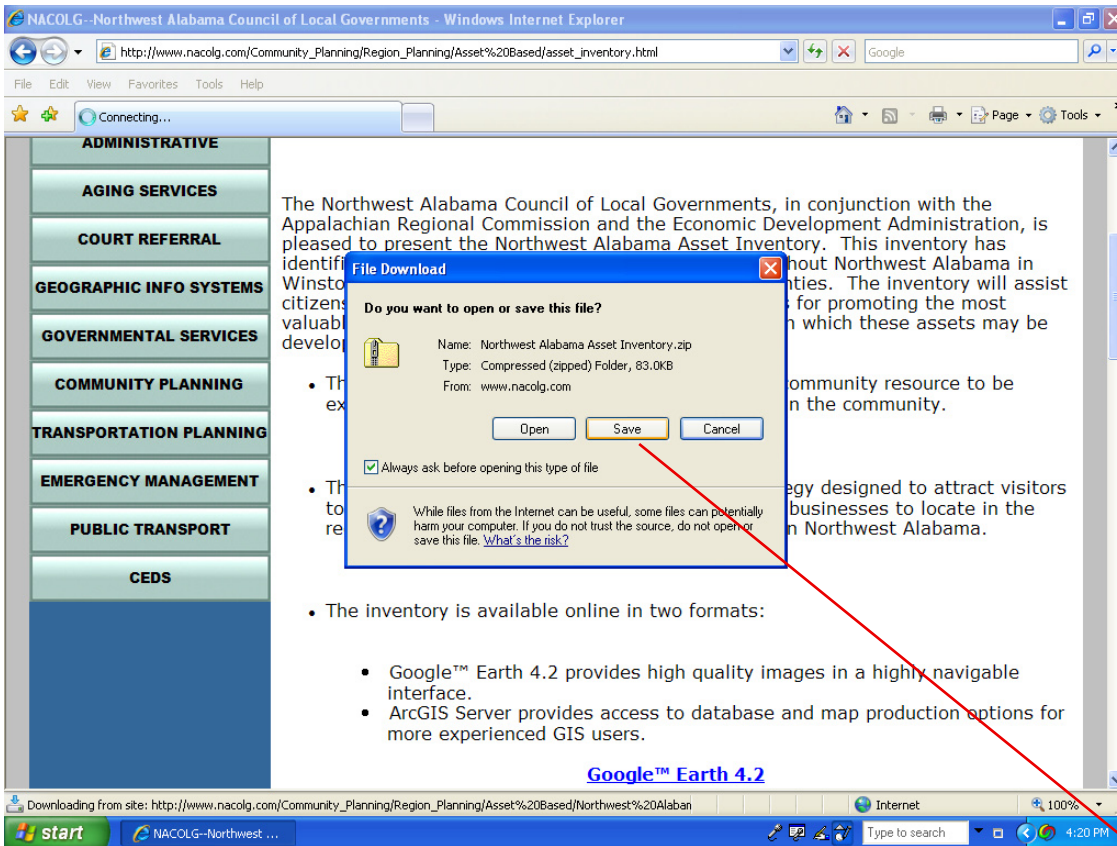 NACOLG--Northwest Alabama Council of Local Governments - Windows Internet Explorer
http://www.nacolg.com/Community_Planning/Region_Planning/Asset%20Based/asset_inventory.html
Google
File Edit View Favorites Tools Help
Connecting...
Page Tools
ADMINISTRATIVE
AGING SERVICES
COURT REFERRAL
GEOGRAPHIC INFO SYSTEMS
GOVERNMENTAL SERVICES
COMMUNITY PLANNING
TRANSPORTATION PLANNING
EMERGENCY MANAGEMENT
PUBLIC TRANSPORT
CEDS
The Northwest Alabama Council of Local Governments, in conjunction with the
Appalachian Regional Commission and the Economic Development Administration, is
pleased to present the Northwest Alabama Asset Inventory. This inventory has
identifi hout Northwest Alabama in
Winsto nties. The inventory will assist
citizens for promoting the most
valuabl n which these assets may be
develop
• Th ommunity resource to be
ex n the community.
• Th egy designed to attract visitors
to businesses to locate in the
re n Northwest Alabama.
File Download
Do you want to open or save this file?
Name: Northwest Alabama Asset Inventory.zip
Type: Compressed (zipped) Folder, 83.0KB
From: www.nacolg.com
Open Save Cancel
Always ask before opening this type of file
While files from the Internet can be useful, some files can potentially
harm your computer. If you do not trust the source, do not open or
save this file. What's the risk?
• The inventory is available online in two formats:
• Google™ Earth 4.2 provides high quality images in a highly navigable
interface.
• ArcGIS Server provides access to database and map production options for
more experienced GIS users.
Google™ Earth 4.2
Downloading from site: http://www.nacolg.com/Community_Planning/Region_Planning/Asset%20Based/Northwest%20Alaban
Internet 100%
start NACOLG--Northwest ... Type to search 4:20 PM